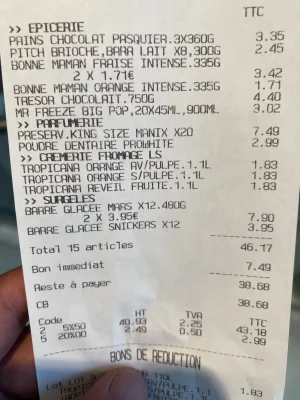 TTC
>> EPICERIE
PAINS CHOCOLAT PASQUIER.3X360G 3.35
PITCH BRIOCHE,BARR LAIT X8,300G 2.45
BONNE MAMAN FRAISE INTENSE.335G
2 X 1.71€ 3.42
BONNE MAMAN ORANGE INTENSE.335G 1.71
TRESOR CHOCOLAT.750G 4.40
MR FREEZE BIG POP,20X45ML,900ML 3.02
>> PARFUMERIE
PRESERV.KING SIZE MANIX X20 7.49
POUDRE DENTAIRE PROWHITE 2.99
>> CREMERIE FROMAGE LS
TROPICANA ORANGE AV/PULPE.1.1L 1.83
TROPICANA ORANGE S/PULPE.1.1L 1.83
TROPICANA REVEIL FRUITE.1.1L 1.83
>> SURGELES
BARRE GLACEE MARS X12.480G
2 X 3.95€ 7.90
BARRE GLACEE SNICKERS X12 3.95
Total 15 articles 46.17
Bon immediat 7.49
Reste à payer 38.68
CB 38.68
Code HT TVA TTC
2 5X50 40.93 2.25 43.18
5 20X00 2.49 0.50 2.99
BONS DE REDUCTION
110L
AV/PULPE.1.1 1.83